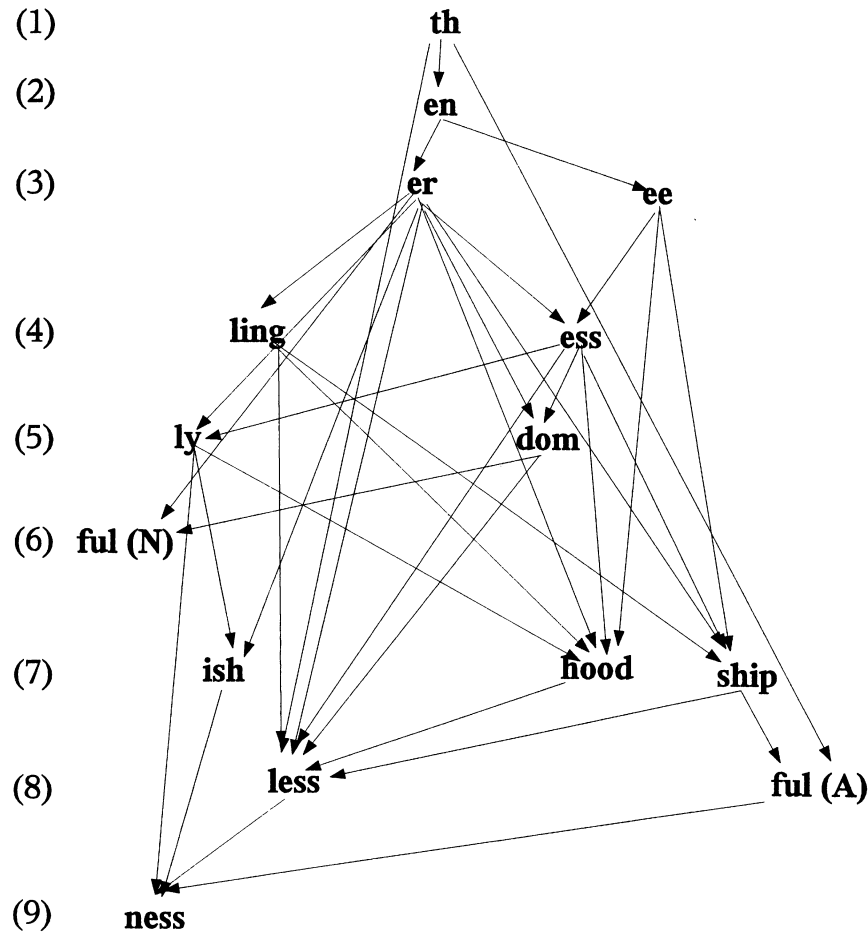 (1) th
(2) en
(3) er ee
(4) ling ess
(5) ly dom
(6) ful (N)
(7) ish hood ship
(8) less ful (A)
(9) ness